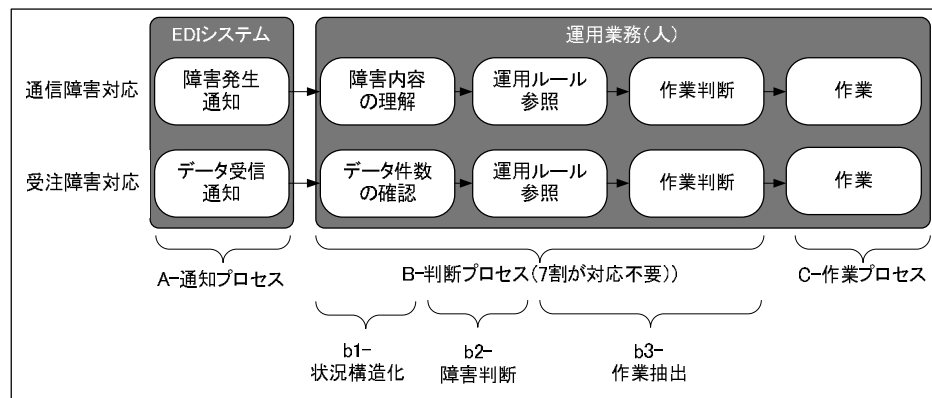 EDIシステム
運用業務(人)
通信障害対応
障害発生
通知
障害内容
の理解
運用ルール
参照
作業判断
作業
受注障害対応
データ受信
通知
データ件数
の確認
運用ルール
参照
作業判断
作業
A-通知プロセス
B-判断プロセス(7割が対応不要))
C-作業プロセス
b1-
状況構造化
b2-
障害判断
b3-
作業抽出